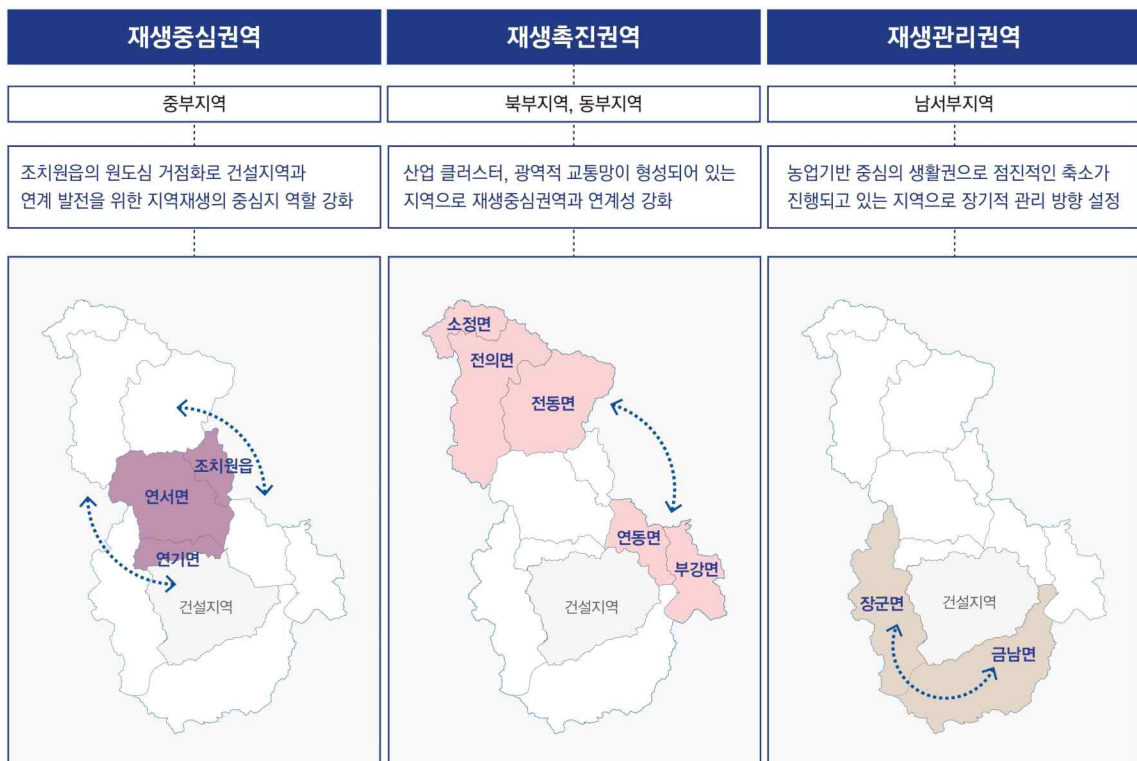 재생중심권역
중부지역
조치원읍의 원도심 거점화로 건설지역과
연계 발전을 위한 지역재생의 중심지 역할 강화
조치원읍
연서면
연기면
건설지역
재생촉진권역
북부지역, 동부지역
산업 클러스터, 광역적 교통망이 형성되어 있는
지역으로 재생중심권역과 연계성 강화
소정면
전의면
전동면
연동면
부강면
건설지역
재생관리권역
남서부지역
농업기반 중심의 생활권으로 점진적인 축소가
진행되고 있는 지역으로 장기적 관리 방향 설정
장군면
건설지역
금남면